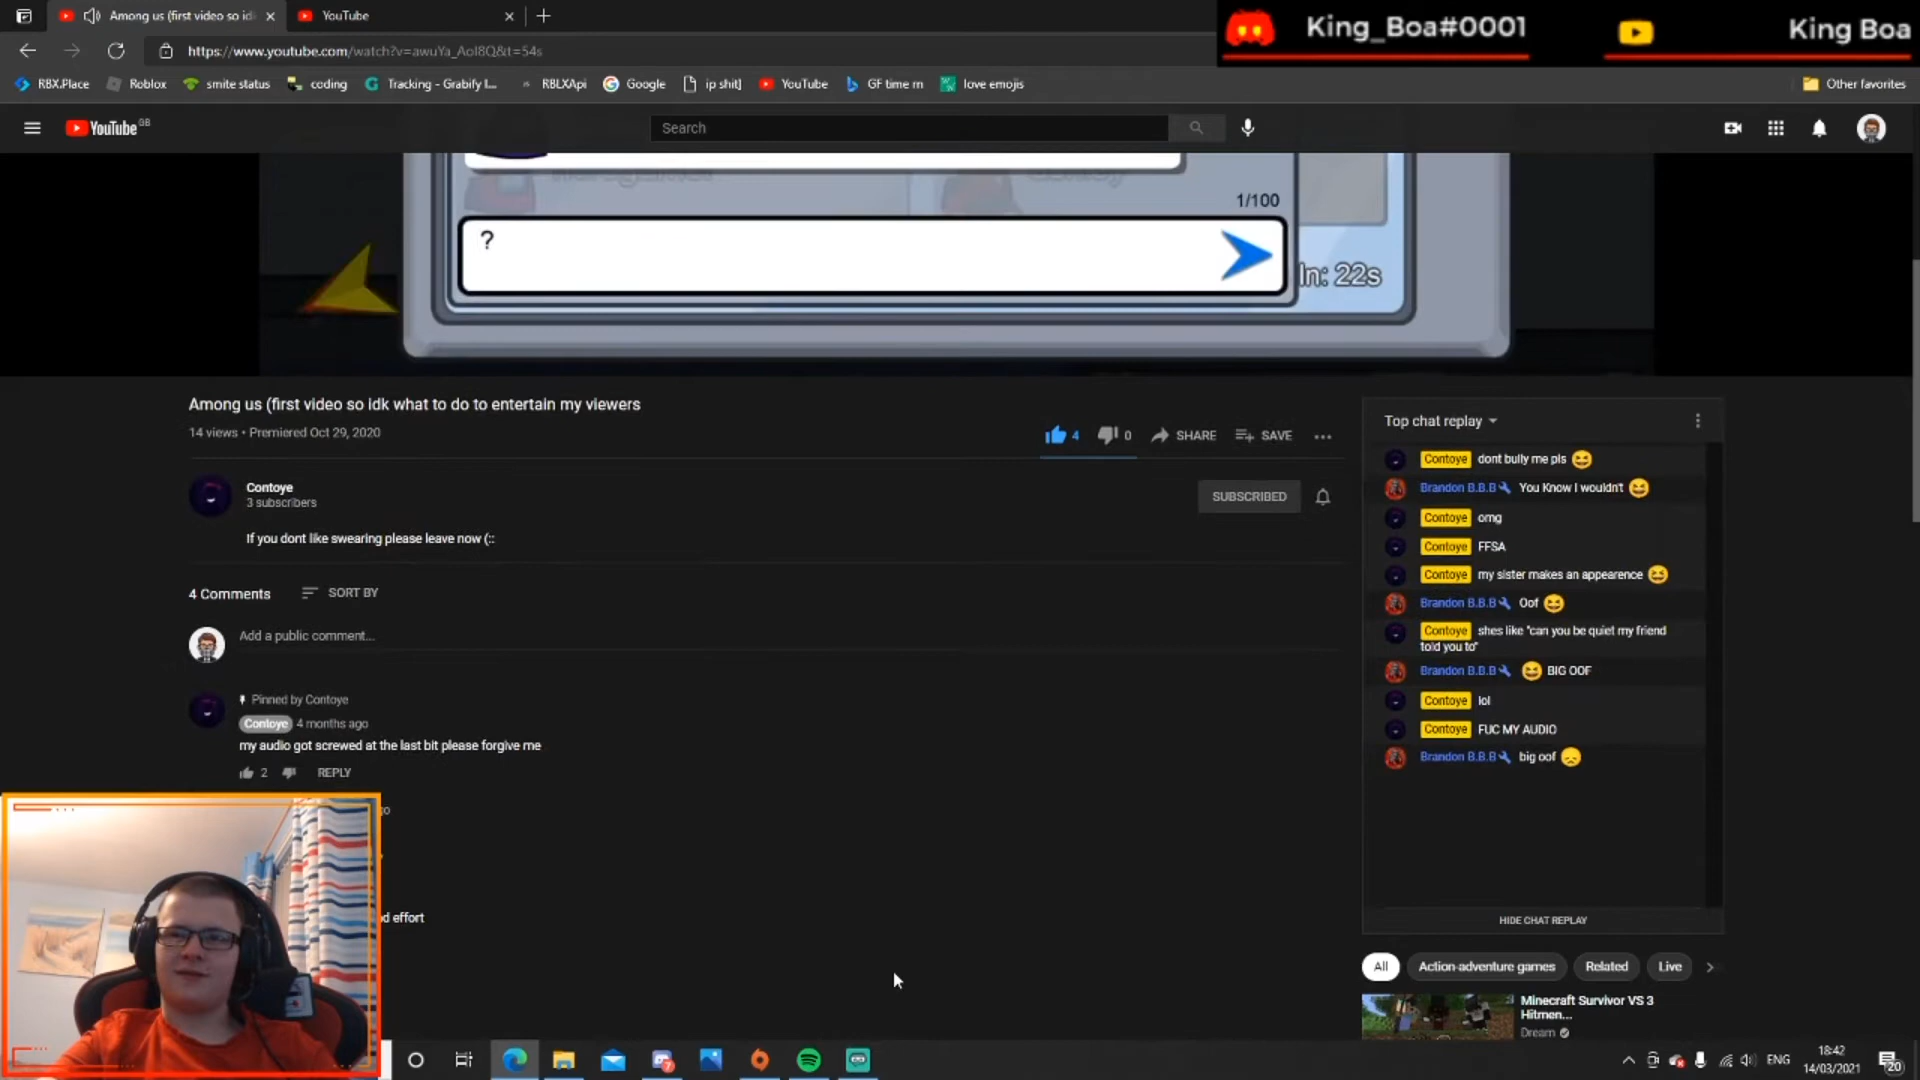 Among us (first video so id
YouTube
King_Boa#0001
King Boa
https://www.youtube.com/watch?v=awuYa_AoI8Q&t=54s
RBX.Place
Roblox
smite status
coding
Tracking - Grabify I...
RBLXApi
Google
ip shit]
YouTube
GF time rn
love emojis
Other favorites
YouTube GB
Search
1/100
?
In: 22s
Among us (first video so idk what to do to entertain my viewers
14 views • Premiered Oct 29, 2020
4
0
SHARE
SAVE
Contoye
3 subscribers
SUBSCRIBED
If you dont like swearing please leave now (::
4 Comments
SORT BY
Add a public comment...
Pinned by Contoye
Contoye 4 months ago
my audio got screwed at the last bit please forgive me
2 REPLY
go
d effort
Top chat replay
Contoye dont bully me pls
Brandon B.B.B You Know I wouldn't
Contoye omg
Contoye FFSA
Contoye my sister makes an appearence
Brandon B.B.B Oof
Contoye shes like "can you be quiet my friend
told you to"
Brandon B.B.B BIG OOF
Contoye lol
Contoye FUC MY AUDIO
Brandon B.B.B big oof
HIDE CHAT REPLAY
All
Action-adventure games
Related
Live
Minecraft Survivor VS 3
Hitmen...
Dream
ENG
18:42
14/03/2021
20